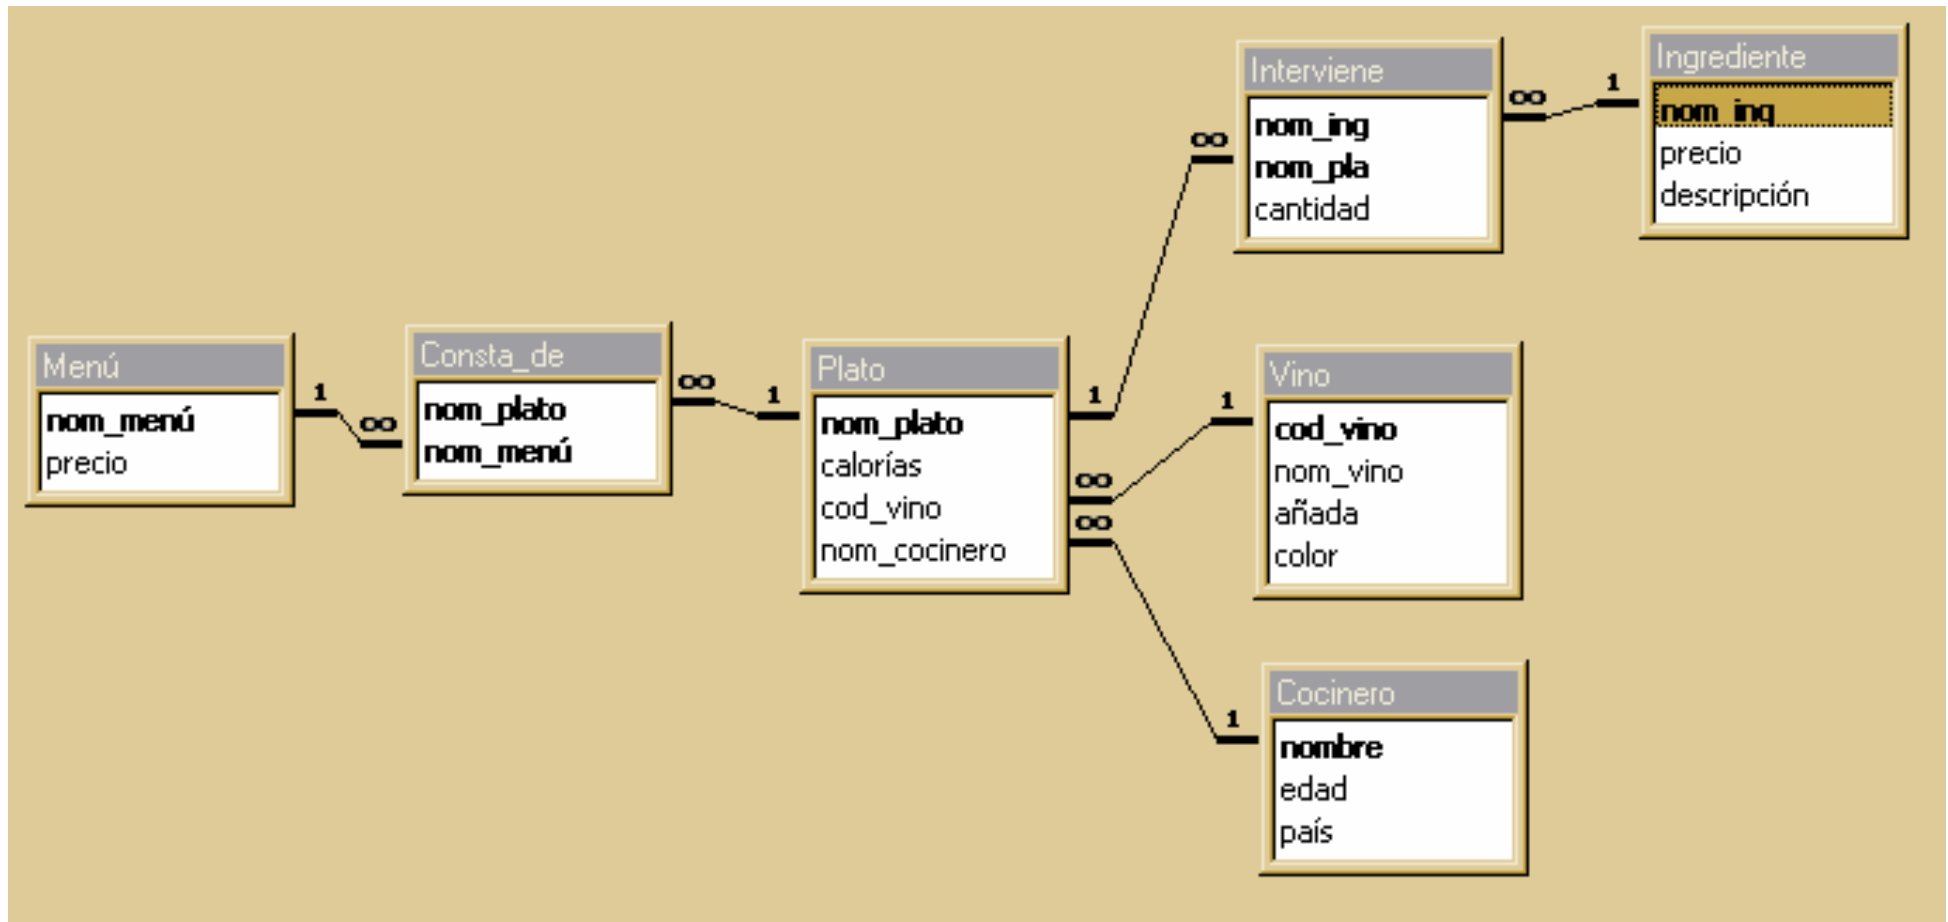 Menú
nom_menú
precio
1
∞
Consta_de
nom_plato
nom_menú
∞
1
Plato
nom_plato
calorías
cod_vino
nom_cocinero
1
∞
∞
∞
Interviene
nom_ing
nom_pla
cantidad
∞
1
Ingrediente
nom_ing
precio
descripción
1
Vino
cod_vino
nom_vino
añada
color
1
Cocinero
nombre
edad
país